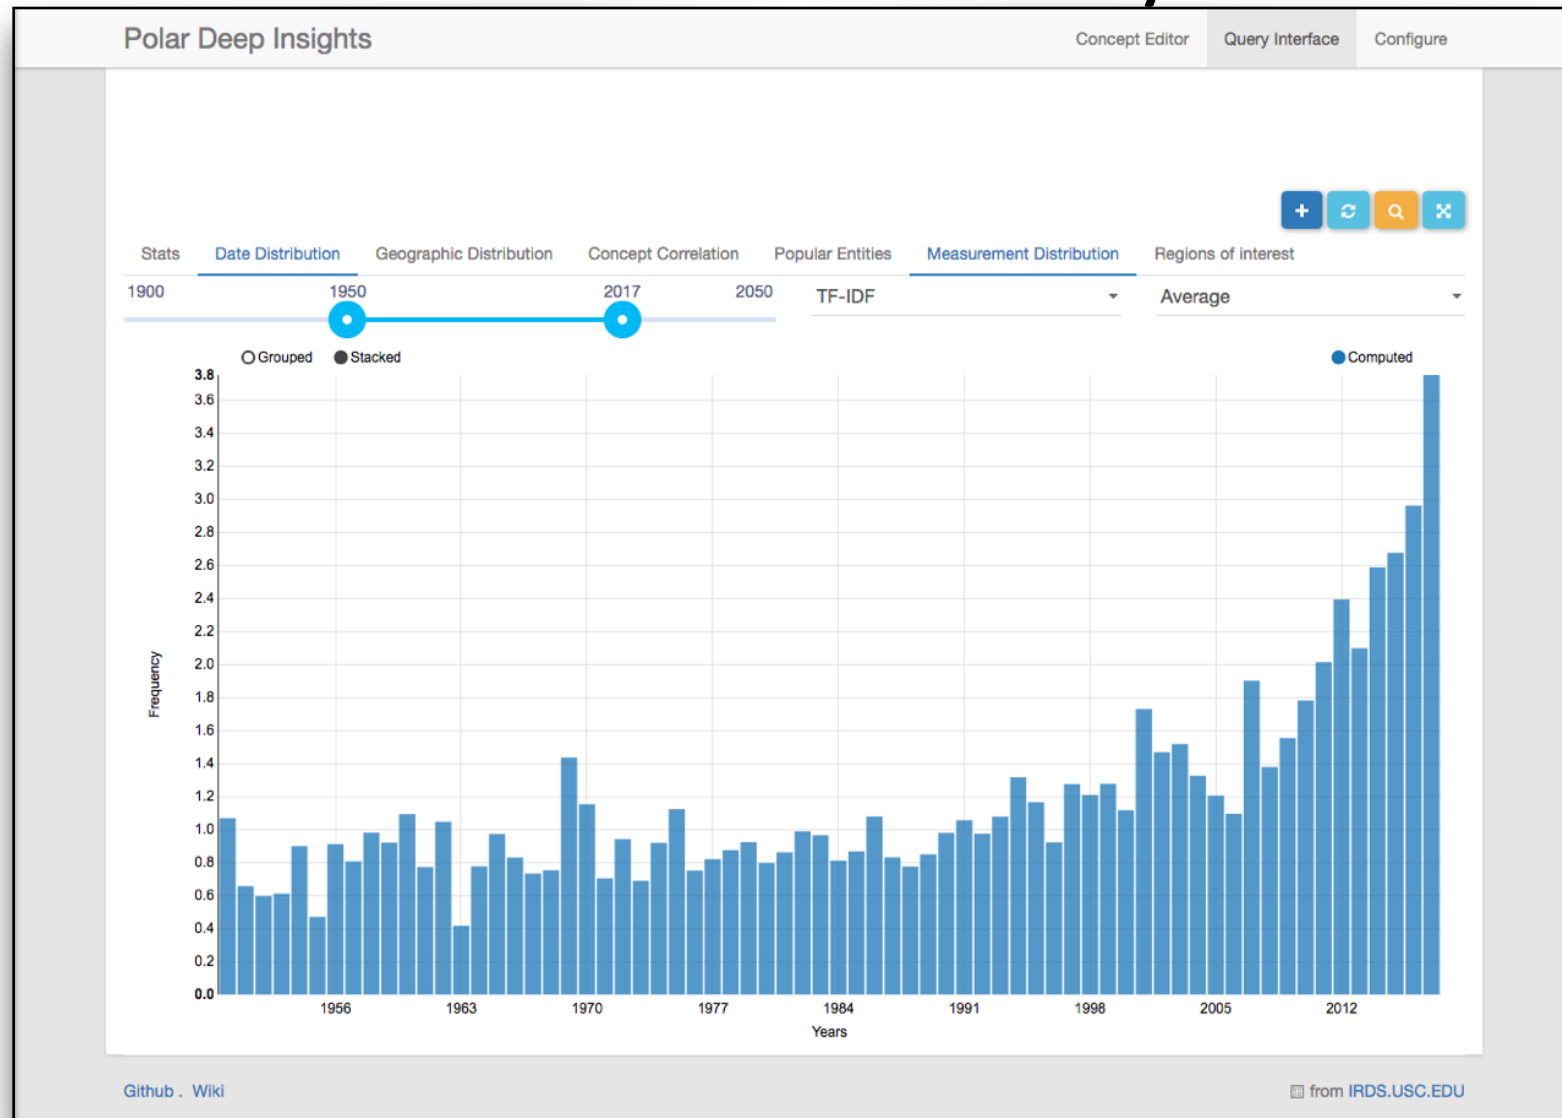 Polar Deep Insights Concept Editor Query Interface Configure
Stats Date Distribution Geographic Distribution Concept Correlation Popular Entities Measurement Distribution Regions of interest
1900 1950 2017 2050 TF-IDF Average
Grouped Stacked Computed
3.8
3.6
3.4
3.2
3.0
2.8
2.6
2.4
2.2
2.0
1.8
1.6
1.4
1.2
1.0
0.8
0.6
0.4
0.2
0.0
Frequency
1956 1963 1970 1977 1984 1991 1998 2005 2012
Years
Github . Wiki from IRDS.USC.EDU